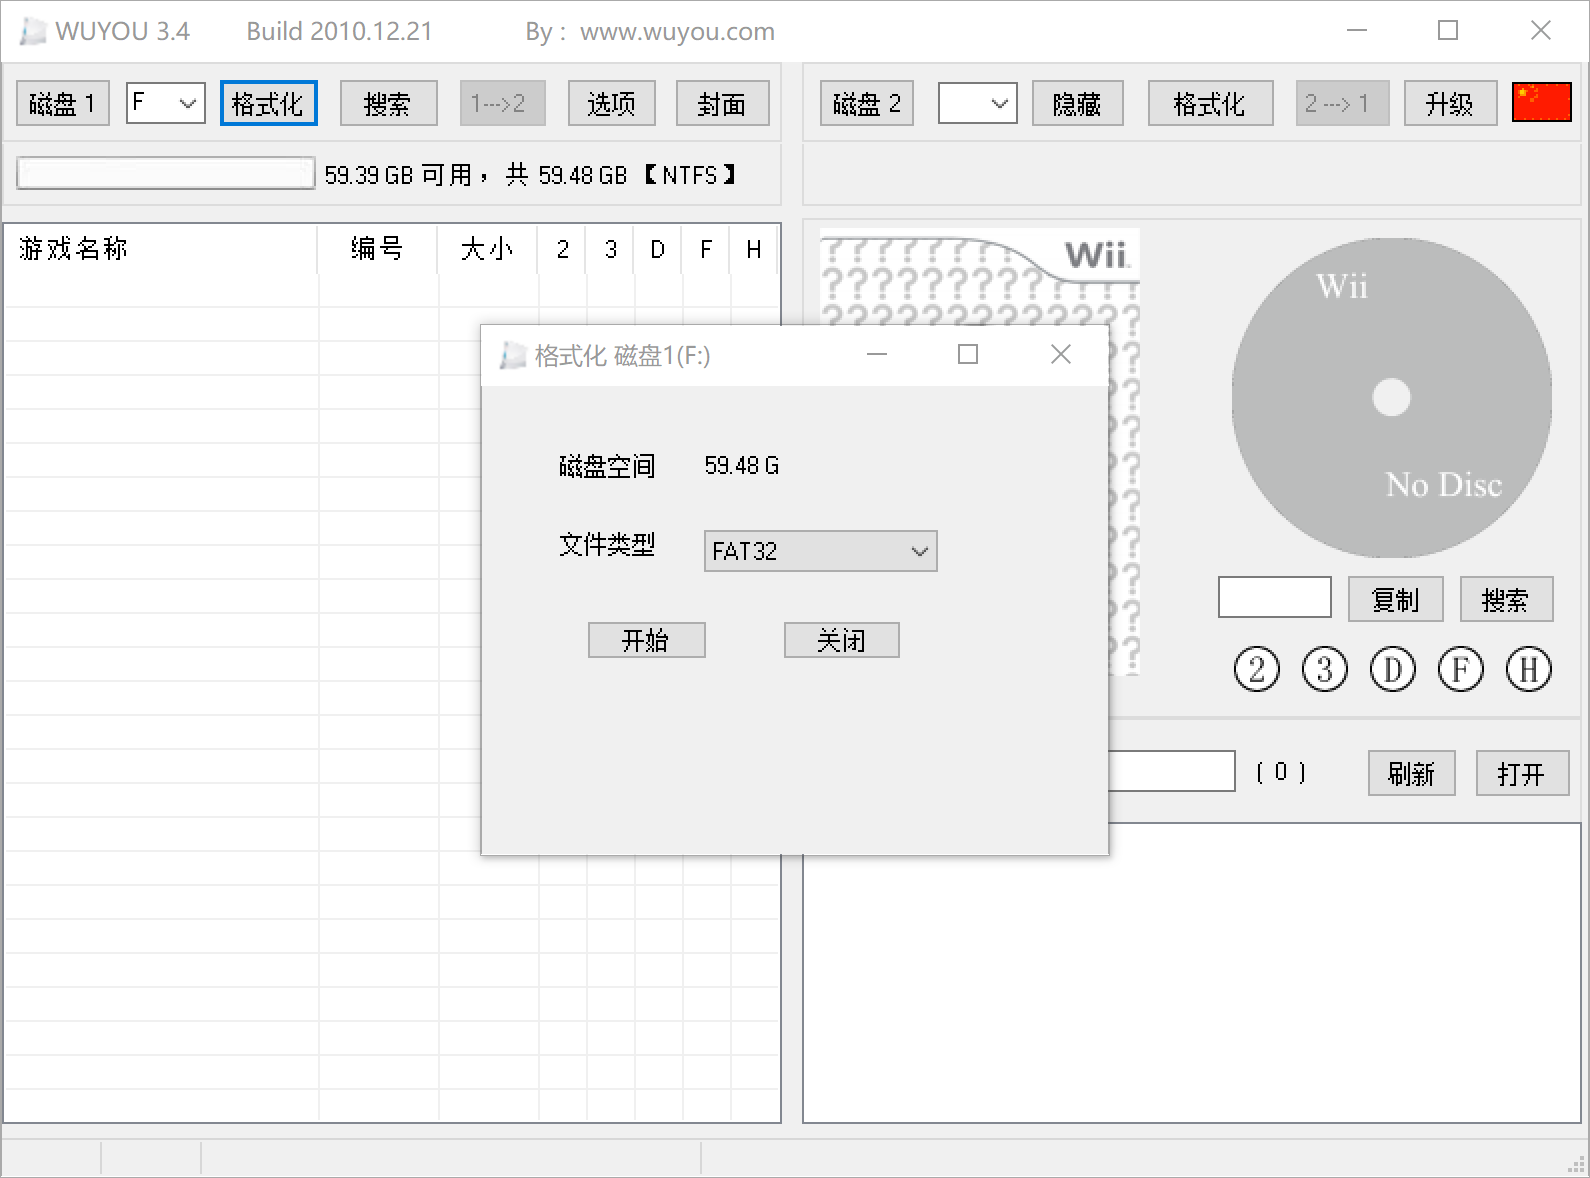 WUYOU 3.4 Build 2010.12.21 By : www.wuyou.com
磁盘 1 F 格式化 搜索 1--->2 选项 封面 磁盘 2 隐藏 格式化 2 ---> 1 升级
59.39 GB 可用，共 59.48 GB 【NTFS】
游戏名称 编号 大小 2 3 D F H
Wii
Wii
No Disc
格式化 磁盘1(F:)
磁盘空间 59.48 G
文件类型 FAT32
开始 关闭
复制 搜索
2 3 D F H
( 0 ) 刷新 打开